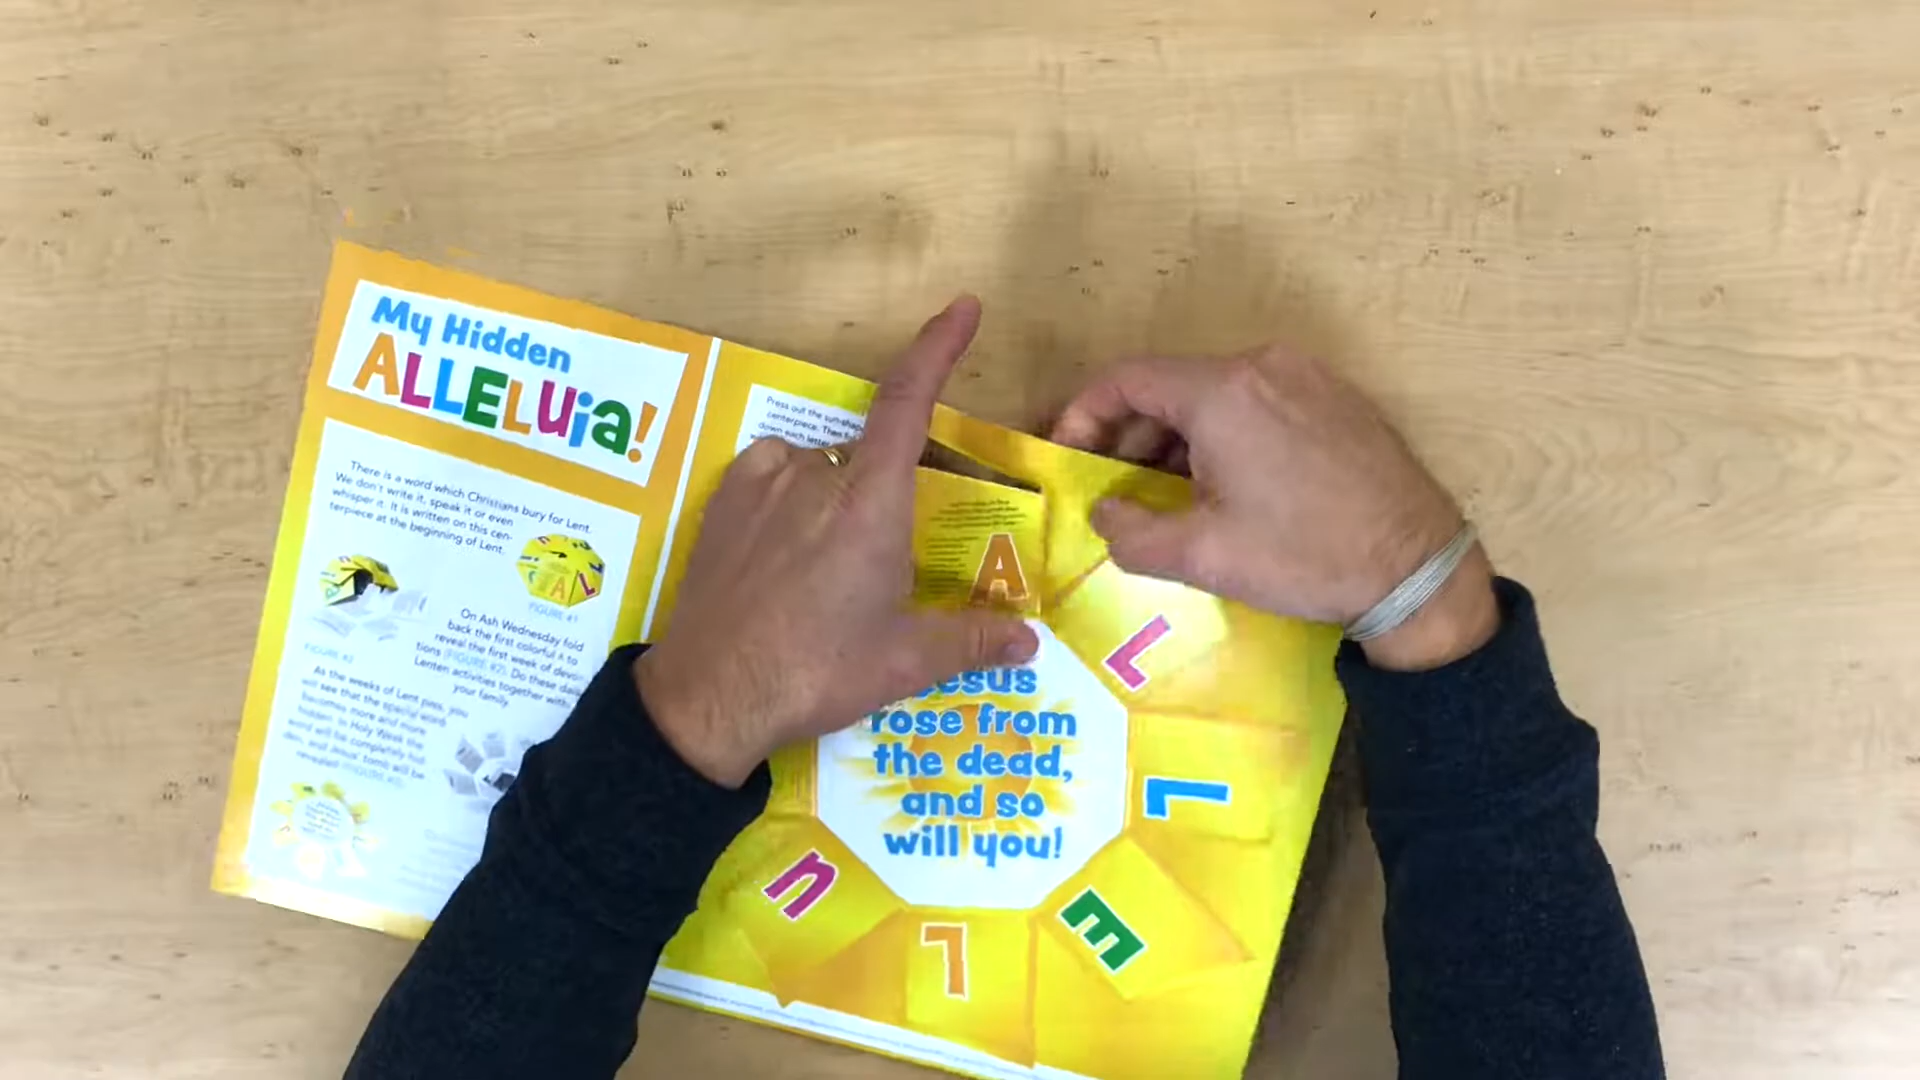 My Hidden
ALLELUia!
There is a word which Christians bury for Lent.
We don't write it, speak it or even
whisper it. It is written on this cen-
terpiece at the beginning of Lent.
FIGURE #1
On Ash Wednesday fold
back the first colorful A to
reveal the first week of devo-
tions (FIGURE #2). Do these daily
Lenten activities together with
your family.
FIGURE #2
As the weeks of Lent pass, you
will see that the special word
becomes more and more
hidden. In Holy Week the
word will be completely hid-
den, and Jesus' tomb will be
revealed (FIGURE #3).
Press out the sun-shape
centerpiece. Then
down each letter
A
L
L
E
L
u
Jesus
rose from
the dead,
and so
will you!